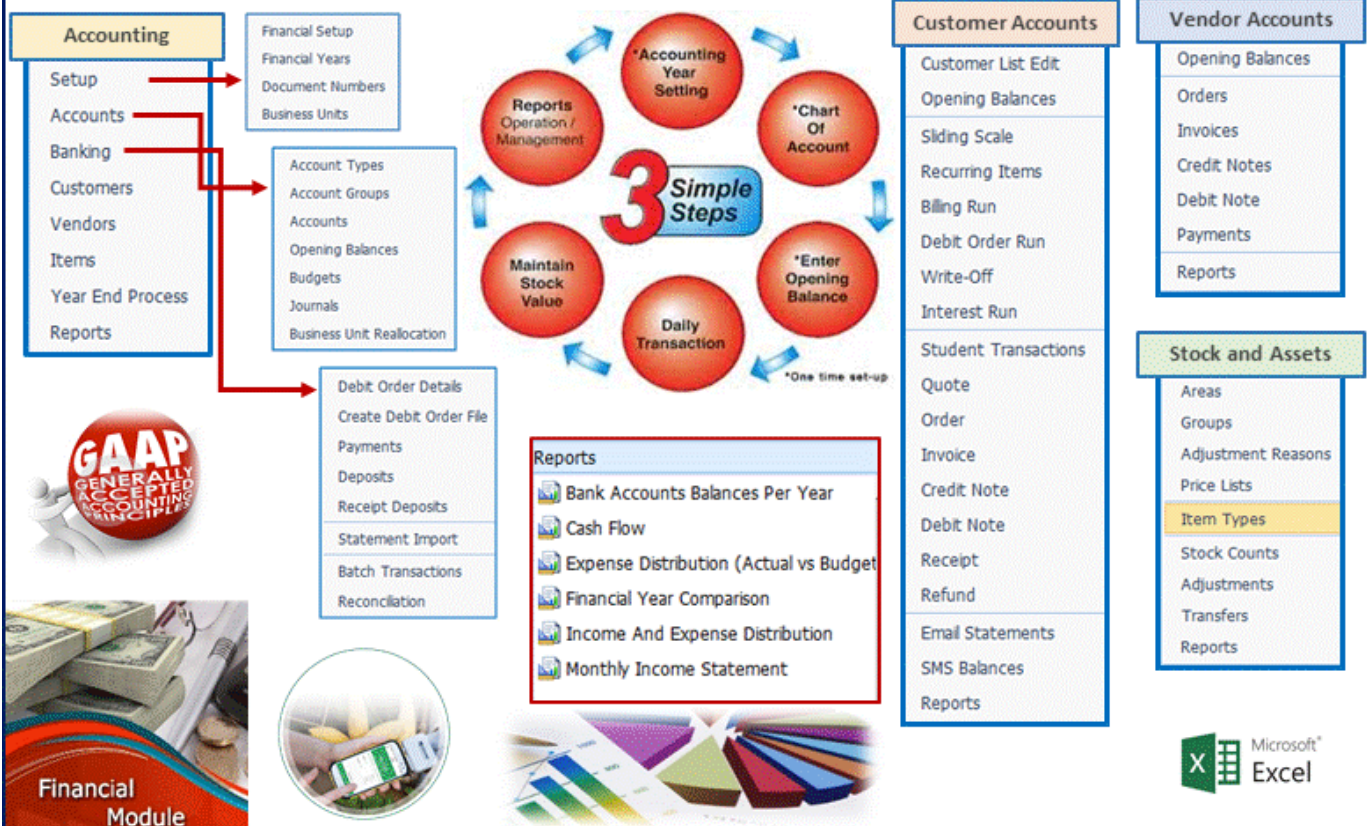 Accounting
Setup
Accounts
Banking
Customers
Vendors
Items
Year End Process
Reports
Financial Setup
Financial Years
Document Numbers
Business Units
Account Types
Account Groups
Accounts
Opening Balances
Budgets
Journals
Business Unit Reallocation
Debit Order Details
Create Debit Order File
Payments
Deposits
Receipt Deposits
Statement Import
Batch Transactions
Reconciliation
*Accounting
Year
Setting
*Chart
Of
Account
*Enter
Opening
Balance
Daily
Transaction
Maintain
Stock
Value
Reports
Operation /
Management
3 Simple
Steps
*One time set-up
Reports
Bank Accounts Balances Per Year
Cash Flow
Expense Distribution (Actual vs Budget
Financial Year Comparison
Income And Expense Distribution
Monthly Income Statement
Customer Accounts
Customer List Edit
Opening Balances
Sliding Scale
Recurring Items
Billing Run
Debit Order Run
Write-Off
Interest Run
Student Transactions
Quote
Order
Invoice
Credit Note
Debit Note
Receipt
Refund
Email Statements
SMS Balances
Reports
Vendor Accounts
Opening Balances
Orders
Invoices
Credit Notes
Debit Note
Payments
Reports
Stock and Assets
Areas
Groups
Adjustment Reasons
Price Lists
Item Types
Stock Counts
Adjustments
Transfers
Reports
GAAP
GENERALLY
ACCEPTED
ACCOUNTING
PRINCIPLES
Financial
Module
Microsoft
Excel